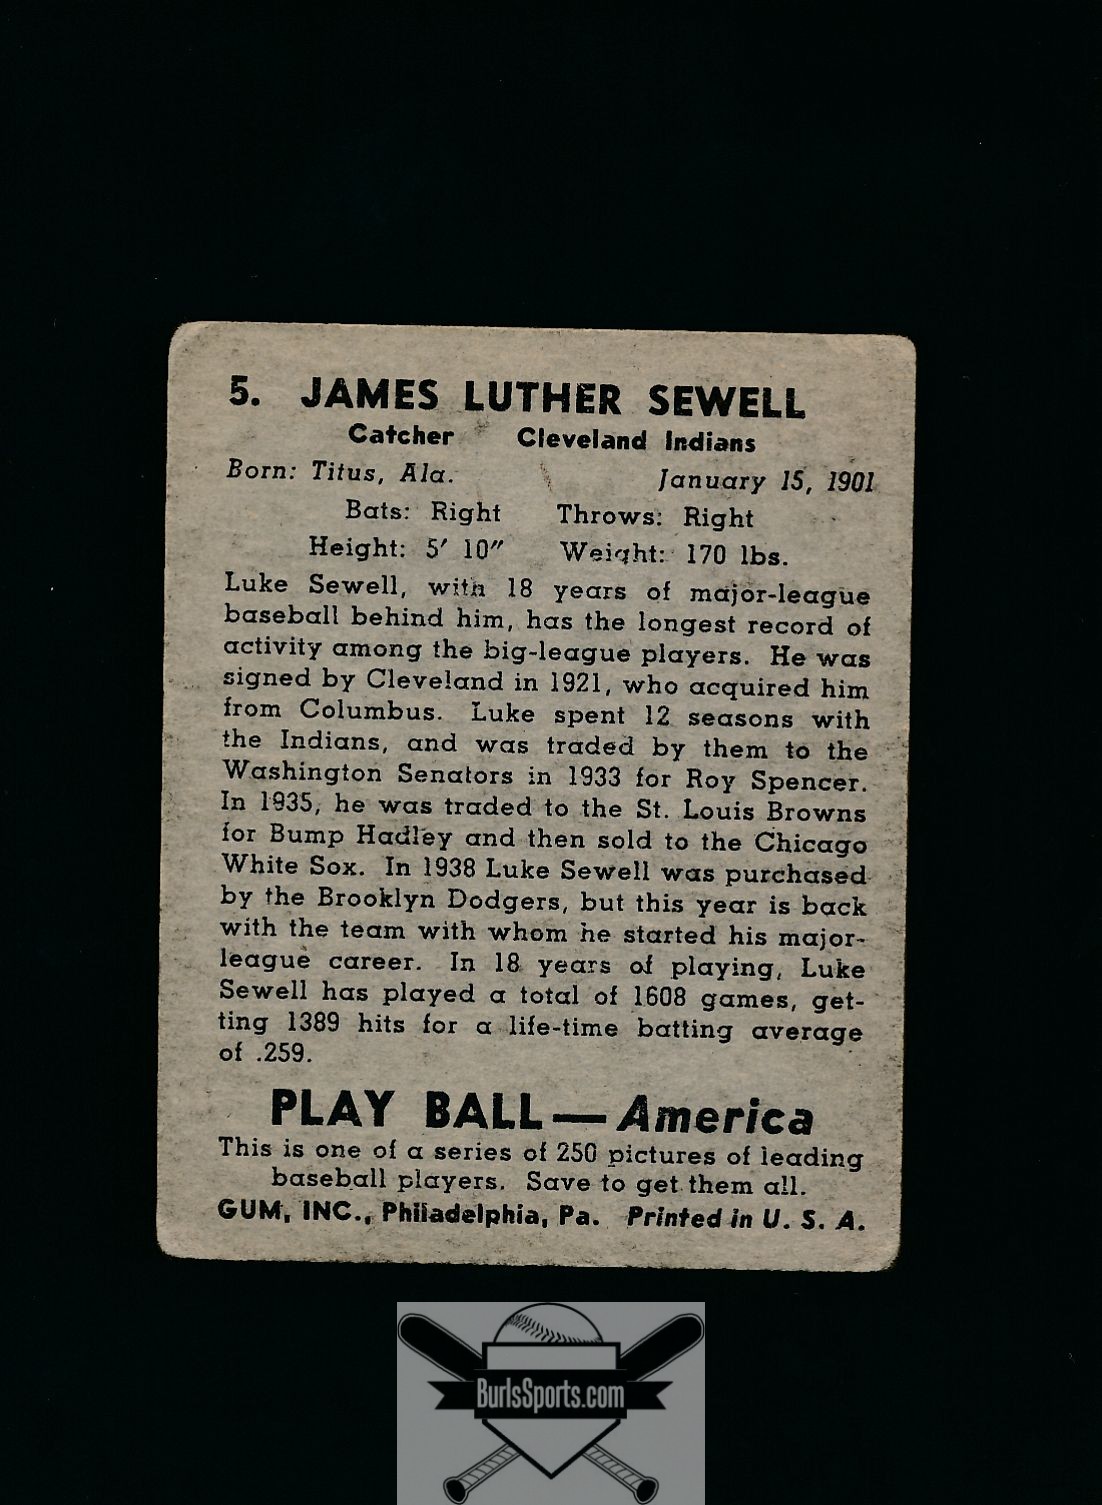 5. JAMES LUTHER SEWELL
Catcher Cleveland Indians
Born: Titus, Ala. January 15, 1901
Bats: Right Throws: Right
Height: 5′ 10″ Weight: 170 lbs.
Luke Sewell, with 18 years of major-league
baseball behind him, has the longest record of
activity among the big-league players. He was
signed by Cleveland in 1921, who acquired him
from Columbus. Luke spent 12 seasons with
the Indians, and was traded by them to the
Washington Senators in 1933 for Roy Spencer.
In 1935, he was traded to the St. Louis Browns
for Bump Hadley and then sold to the Chicago
White Sox. In 1938 Luke Sewell was purchased
by the Brooklyn Dodgers, but this year is back
with the team with whom he started his major-
league career. In 18 years of playing, Luke
Sewell has played a total of 1608 games, get-
ting 1389 hits for a life-time batting average
of .259.
PLAY BALL — America
This is one of a series of 250 pictures of leading
baseball players. Save to get them all.
GUM, INC., Philadelphia, Pa. Printed in U. S. A.
BurlsSports.com